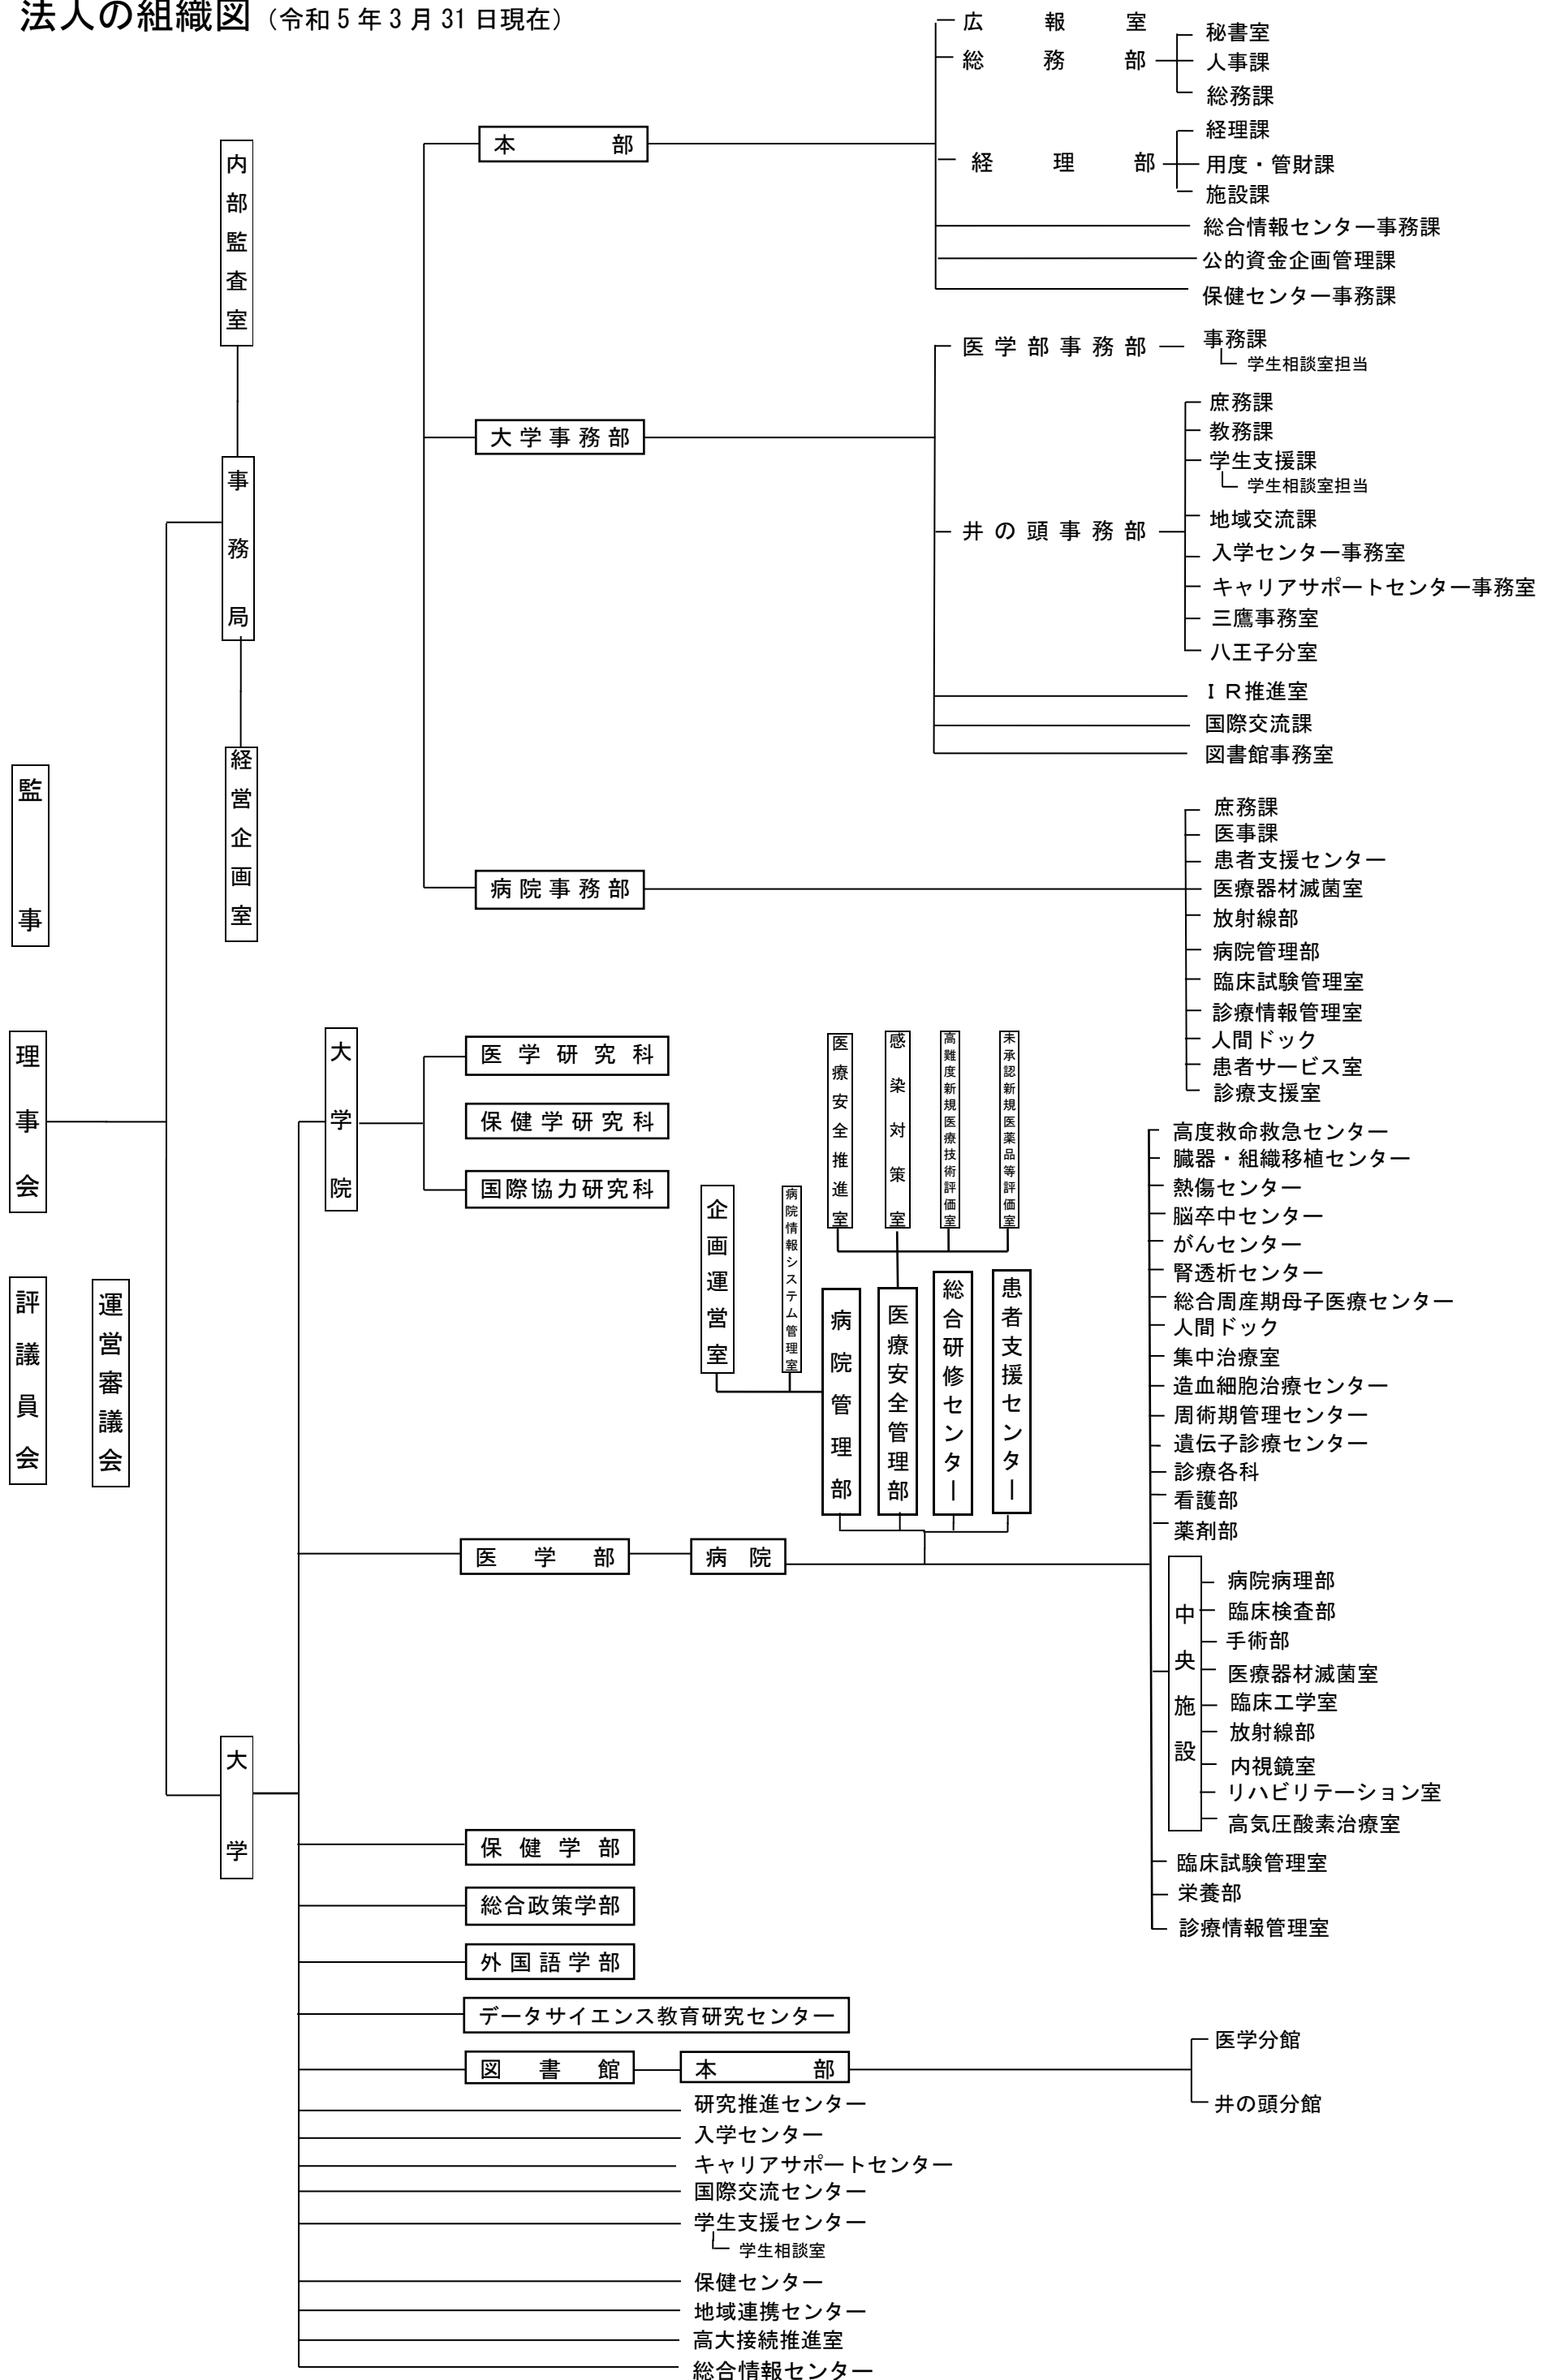 法人の組織図（令和５年３月31日現在）
広報室
総務部
秘書室
人事課
総務課
本部
経理部
経理課
用度・管財課
施設課
総合情報センター事務課
公的資金企画管理課
保健センター事務課
内部監査室
事務局
経営企画室
大学事務部
医学部事務部
事務課
学生相談室担当
井の頭事務部
庶務課
教務課
学生支援課
学生相談室担当
地域交流課
入学センター事務室
キャリアサポートセンター事務室
三鷹事務室
八王子分室
ＩＲ推進室
国際交流課
図書館事務室
病院事務部
庶務課
医事課
患者支援センター
医療器材滅菌室
放射線部
病院管理部
臨床試験管理室
診療情報管理室
人間ドック
患者サービス室
診療支援室
監事
理事会
評議員会
運営審議会
大学院
医学研究科
保健学研究科
国際協力研究科
企画運営室
病院情報システム管理室
医療安全推進室
感染対策室
高難度新規医療技術評価室
未承認新規医薬品等評価室
病院管理部
医療安全管理部
総合研修センター
患者支援センター
医学部
病院
高度救命救急センター
臓器・組織移植センター
熱傷センター
脳卒中センター
がんセンター
腎透析センター
総合周産期母子医療センター
人間ドック
集中治療室
造血細胞治療センター
周術期管理センター
遺伝子診療センター
診療各科
看護部
薬剤部
中央施設
病院病理部
臨床検査部
手術部
医療器材滅菌室
臨床工学室
放射線部
内視鏡室
リハビリテーション室
高気圧酸素治療室
臨床試験管理室
栄養部
診療情報管理室
大学
保健学部
総合政策学部
外国語学部
データサイエンス教育研究センター
図書館
本部
医学分館
井の頭分館
研究推進センター
入学センター
キャリアサポートセンター
国際交流センター
学生支援センター
学生相談室
保健センター
地域連携センター
高大接続推進室
総合情報センター